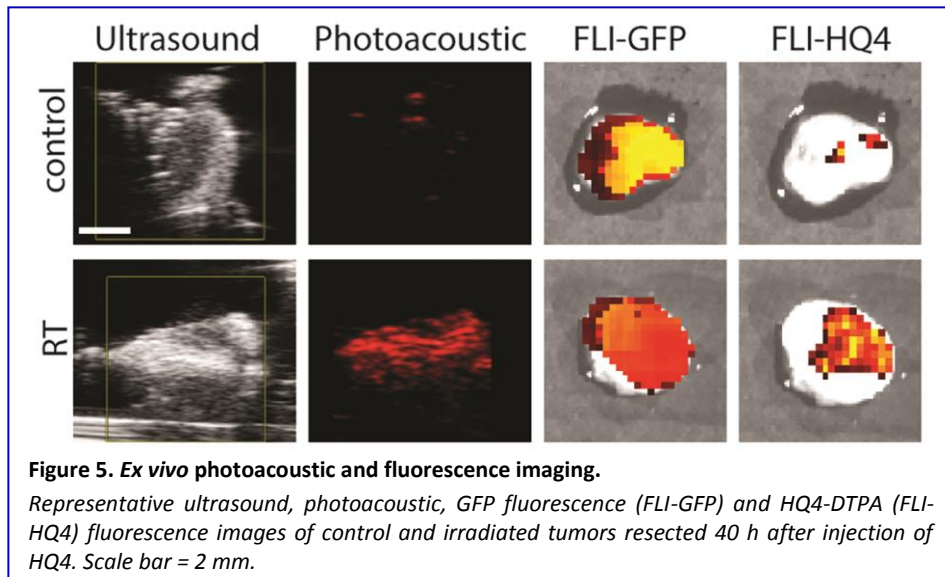 Ultrasound Photoacoustic FLI-GFP FLI-HQ4
control
RT
Figure 5. Ex vivo photoacoustic and fluorescence imaging.
Representative ultrasound, photoacoustic, GFP fluorescence (FLI-GFP) and HQ4-DTPA (FLI-
HQ4) fluorescence images of control and irradiated tumors resected 40 h after injection of
HQ4. Scale bar = 2 mm.